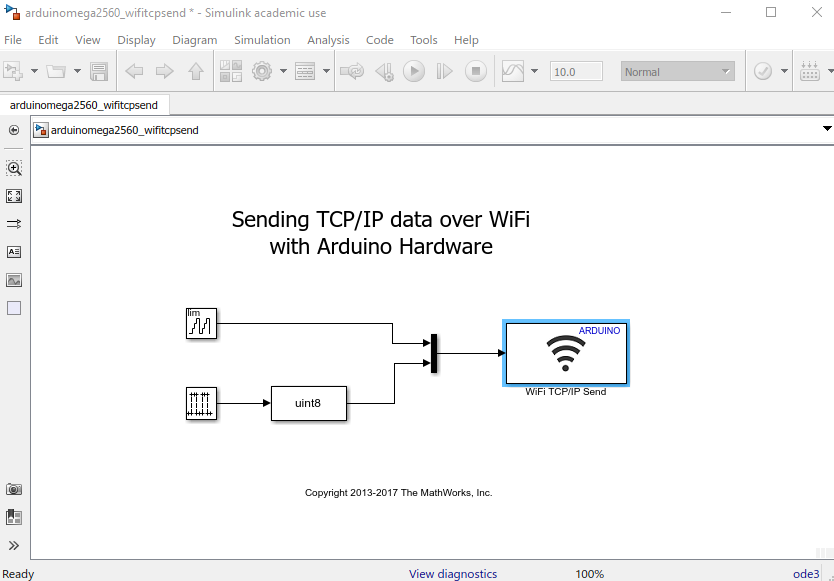 arduinomega2560_wifitcpsend * - Simulink academic use
File Edit View Display Diagram Simulation Analysis Code Tools Help
10.0 Normal
arduinomega2560_wifitcpsend
arduinomega2560_wifitcpsend
Sending TCP/IP data over WiFi
with Arduino Hardware
lim
ARDUINO
WiFi TCP/IP Send
uint8
Copyright 2013-2017 The MathWorks, Inc.
Ready View diagnostics 100% ode3